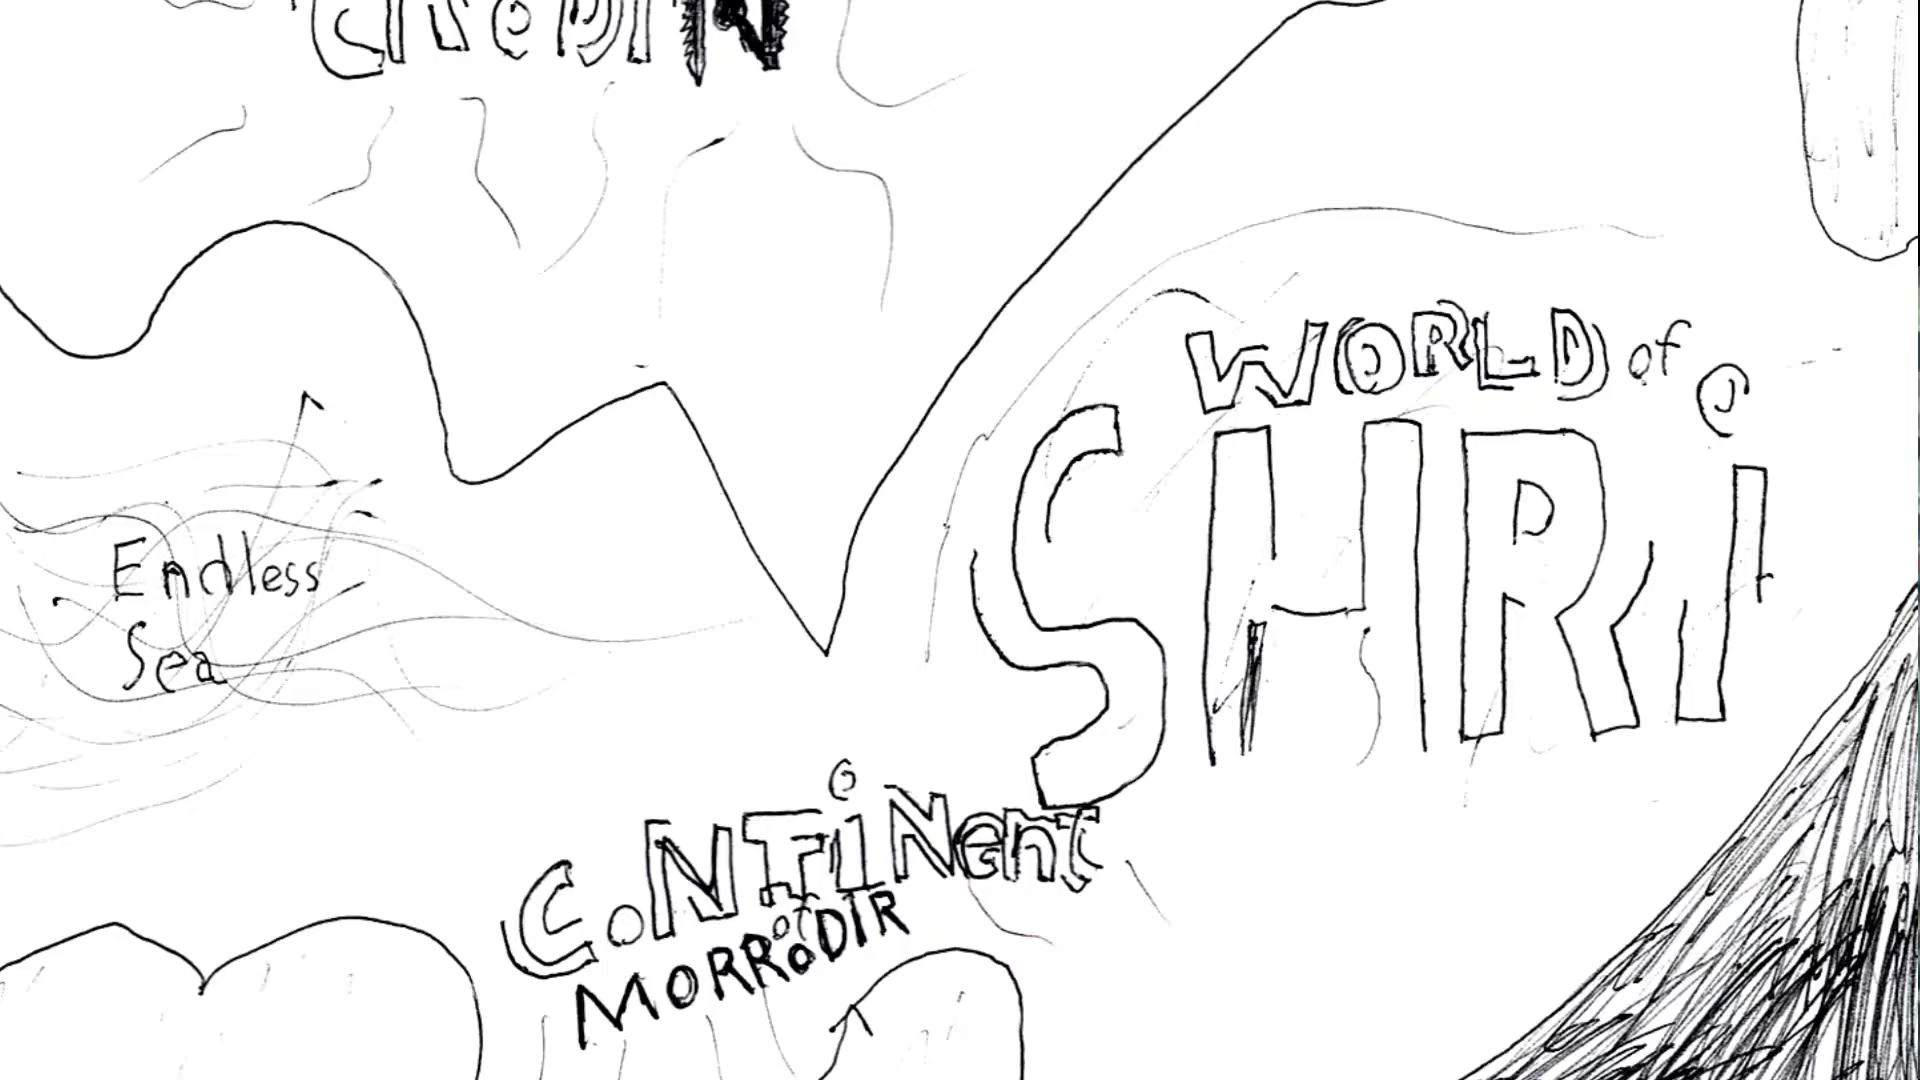 WORLD of
SHRi
Endless
Sea
CoNTiNent
of
MORRoDIR